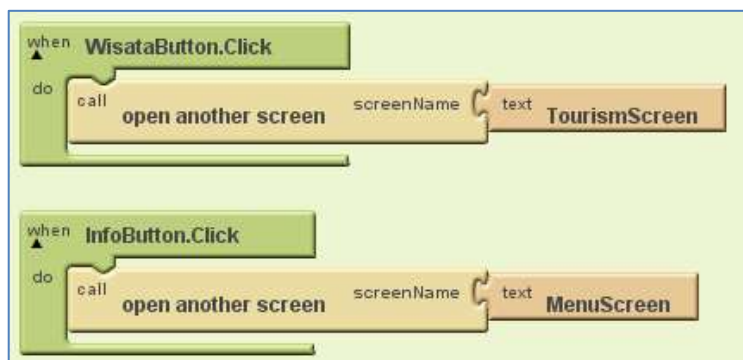 when WisataButton.Click
do call open another screen screenName text TourismScreen
when InfoButton.Click
do call open another screen screenName text MenuScreen